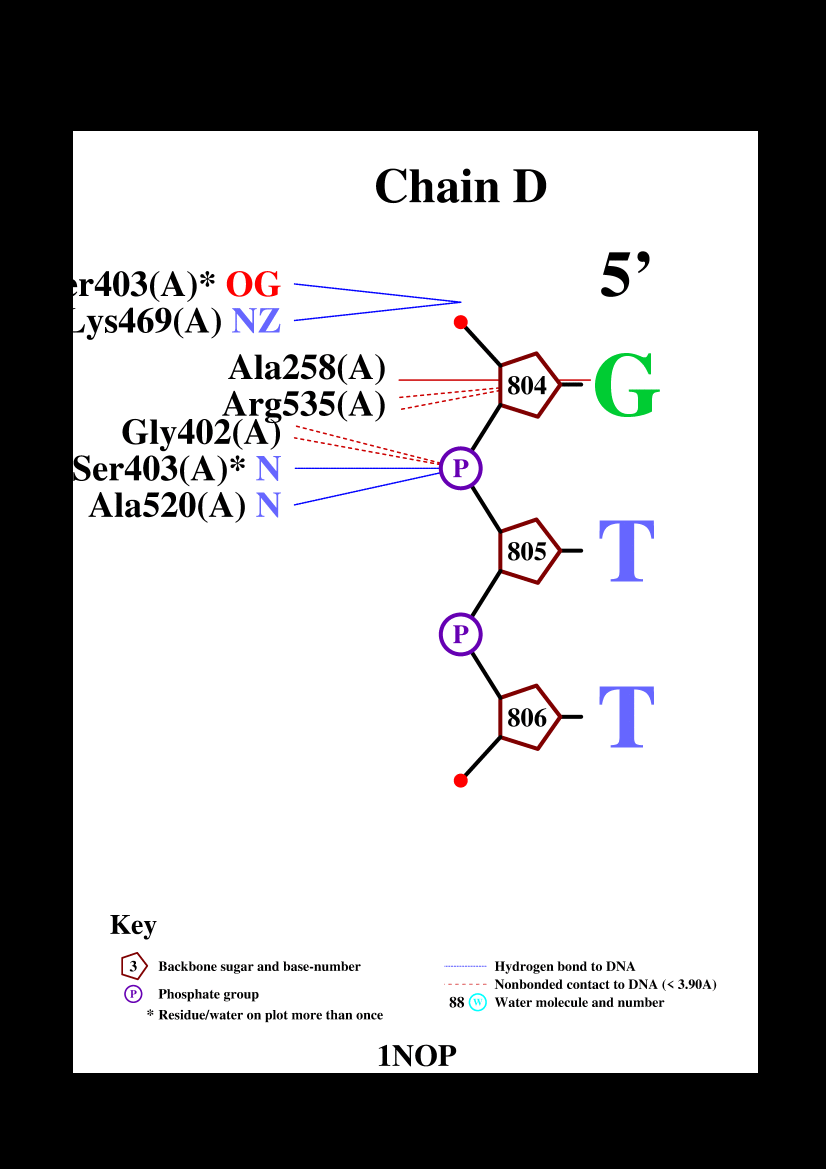 Chain D
5’
er403(A)* OG
Lys469(A) NZ
Ala258(A)
804
G
Arg535(A)
Gly402(A)
Ser403(A)* N
P
Ala520(A) N
805
T
P
806
T
Key
3 Backbone sugar and base-number
Hydrogen bond to DNA
Nonbonded contact to DNA (< 3.90A)
P Phosphate group
88 W Water molecule and number
* Residue/water on plot more than once
1NOP